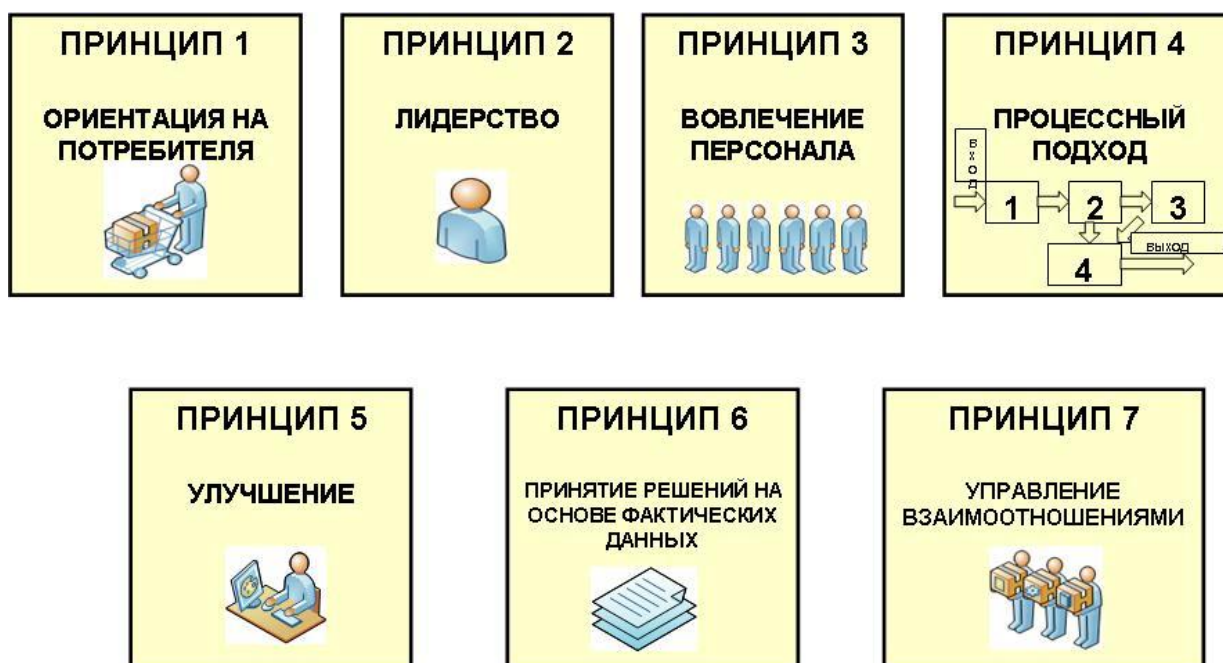 ПРИНЦИП 1
ОРИЕНТАЦИЯ НА
ПОТРЕБИТЕЛЯ
ПРИНЦИП 2
ЛИДЕРСТВО
ПРИНЦИП 3
ВОВЛЕЧЕНИЕ
ПЕРСОНАЛА
ПРИНЦИП 4
ПРОЦЕССНЫЙ
ПОДХОД
ВХОД
1
2
3
ВЫХОД
4
ПРИНЦИП 5
УЛУЧШЕНИЕ
ПРИНЦИП 6
ПРИНЯТИЕ РЕШЕНИЙ НА
ОСНОВЕ ФАКТИЧЕСКИХ
ДАННЫХ
ПРИНЦИП 7
УПРАВЛЕНИЕ
ВЗАИМООТНОШЕНИЯМИ